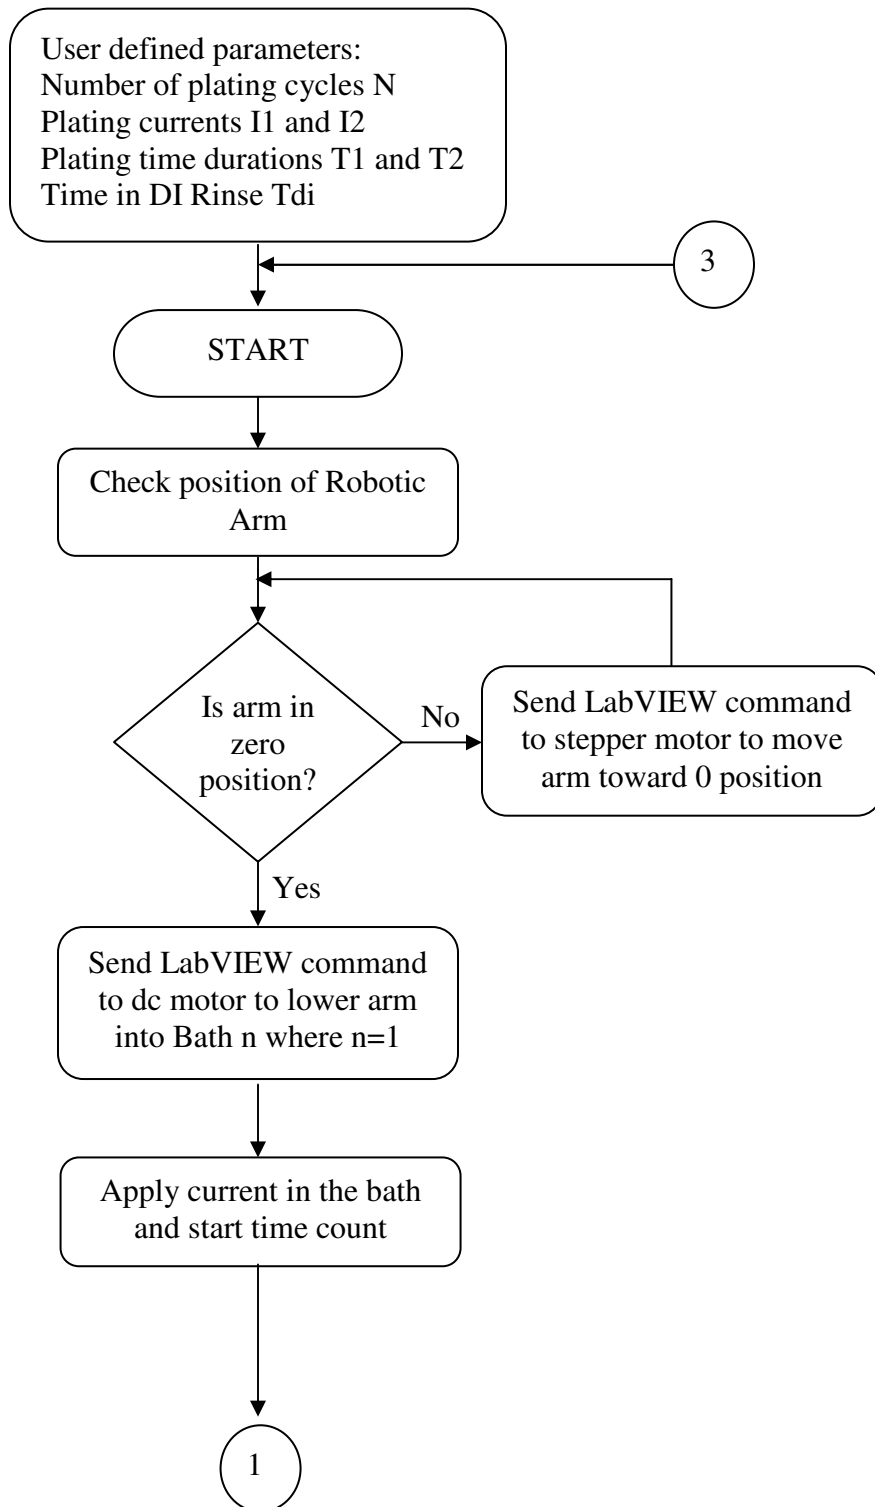 User defined parameters:
Number of plating cycles N
Plating currents I1 and I2
Plating time durations T1 and T2
Time in DI Rinse Tdi
3
START
Check position of Robotic
Arm
Is arm in
zero
position?
No
Send LabVIEW command
to stepper motor to move
arm toward 0 position
Yes
Send LabVIEW command
to dc motor to lower arm
into Bath n where n=1
Apply current in the bath
and start time count
1